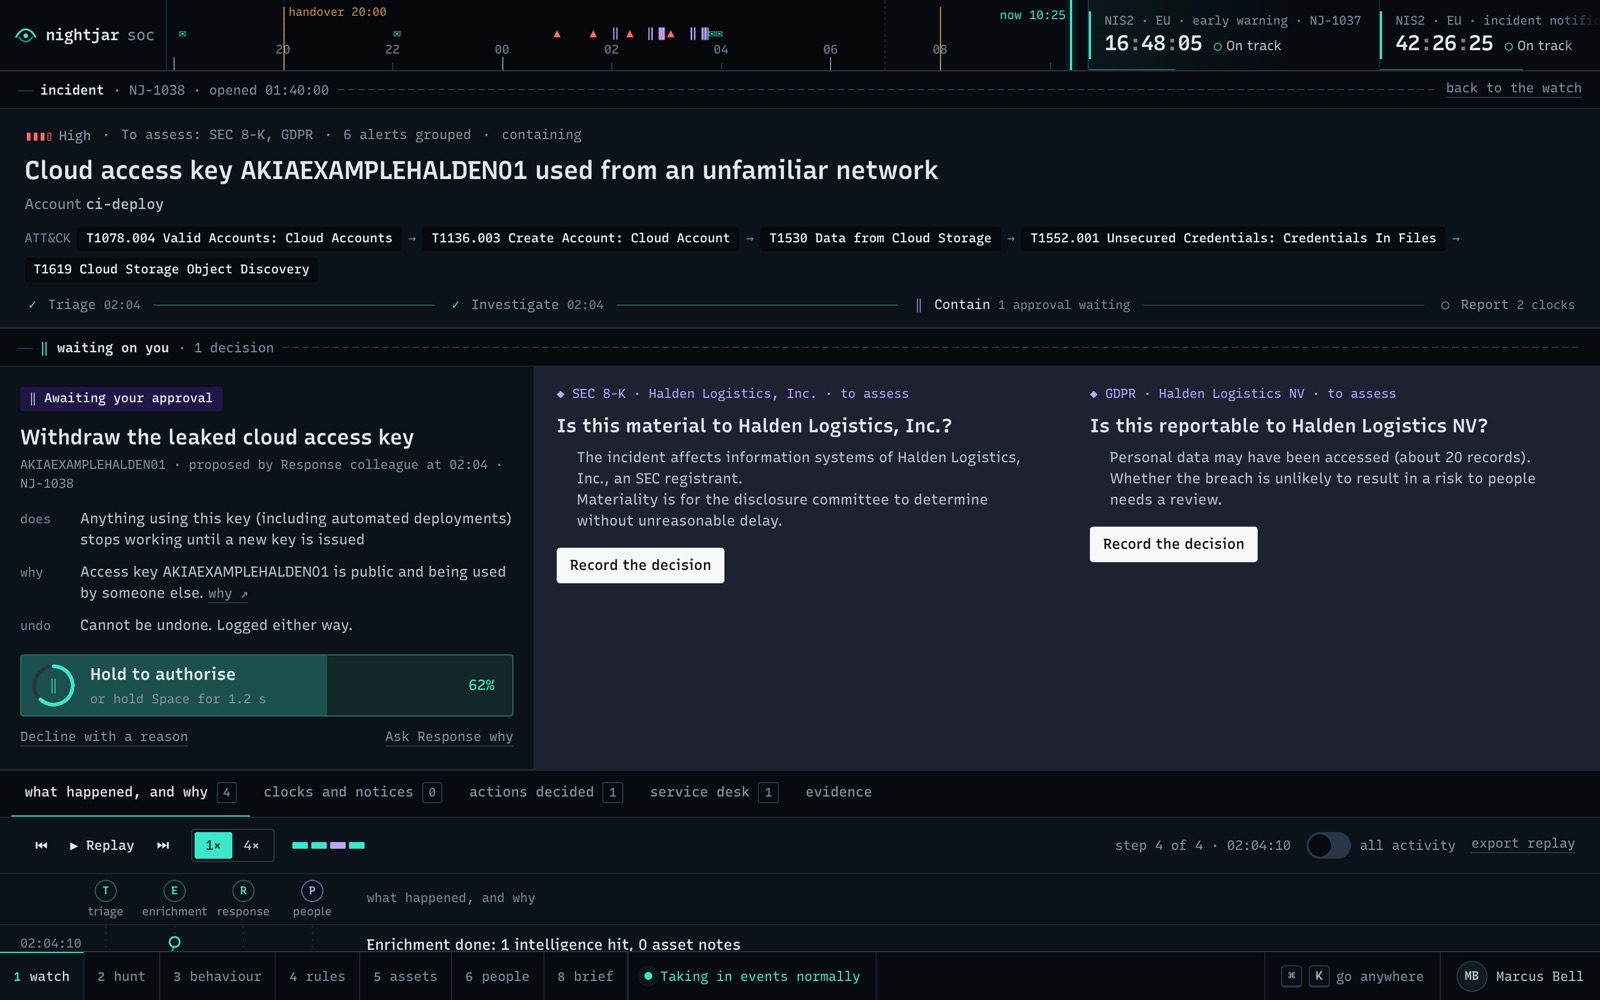 nightjar soc
handover 20:00
20
22
00
02
04
06
08
now 10:25
NIS2 · EU · early warning · NJ-1037
16:48:05 On track
NIS2 · EU · incident
42:26:25 On track
incident · NJ-1038 · opened 01:40:00
back to the watch
High · To assess: SEC 8-K, GDPR · 6 alerts grouped · containing
Cloud access key AKIAEXAMPLEHALDEN01 used from an unfamiliar network
Account ci-deploy
ATT&CK T1078.004 Valid Accounts: Cloud Accounts → T1136.003 Create Account: Cloud Account → T1530 Data from Cloud Storage → T1552.001 Unsecured Credentials: Credentials In Files →
T1619 Cloud Storage Object Discovery
✓ Triage 02:04
✓ Investigate 02:04
Contain 1 approval waiting
Report 2 clocks
waiting on you · 1 decision
Awaiting your approval
Withdraw the leaked cloud access key
AKIAEXAMPLEHALDEN01 · proposed by Response colleague at 02:04 ·
NJ-1038
does Anything using this key (including automated deployments)
stops working until a new key is issued
why Access key AKIAEXAMPLEHALDEN01 is public and being used
by someone else. why ↗
undo Cannot be undone. Logged either way.
Hold to authorise
or hold Space for 1.2 s
62%
Decline with a reason
Ask Response why
◆ SEC 8-K · Halden Logistics, Inc. · to assess
Is this material to Halden Logistics, Inc.?
The incident affects information systems of Halden Logistics,
Inc., an SEC registrant.
Materiality is for the disclosure committee to determine
without unreasonable delay.
Record the decision
◆ GDPR · Halden Logistics NV · to assess
Is this reportable to Halden Logistics NV?
Personal data may have been accessed (about 20 records).
Whether the breach is unlikely to result in a risk to people
needs a review.
Record the decision
what happened, and why 4
clocks and notices 0
actions decided 1
service desk 1
evidence
▶ Replay
1×
4×
step 4 of 4 · 02:04:10
all activity
export replay
T
E
R
P
triage
enrichment
response
people
what happened, and why
02:04:10
Enrichment done: 1 intelligence hit, 0 asset notes
1 watch
2 hunt
3 behaviour
4 rules
5 assets
6 people
8 brief
Taking in events normally
⌘ K go anywhere
MB Marcus Bell